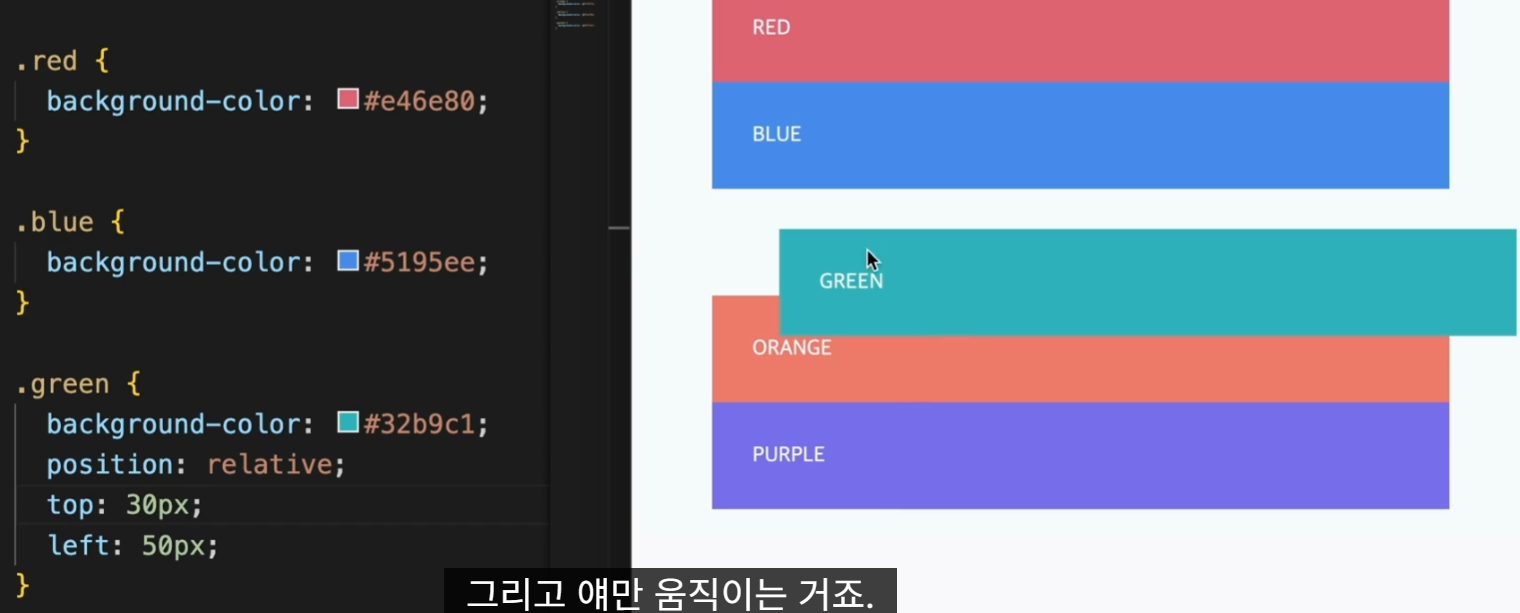 .red {
background-color: #e46e80;
}
.blue {
background-color: #5195ee;
}
.green {
background-color: #32b9c1;
position: relative;
top: 30px;
left: 50px;
}
RED
BLUE
GREEN
ORANGE
PURPLE
그리고 얘만 움직이는 거죠.